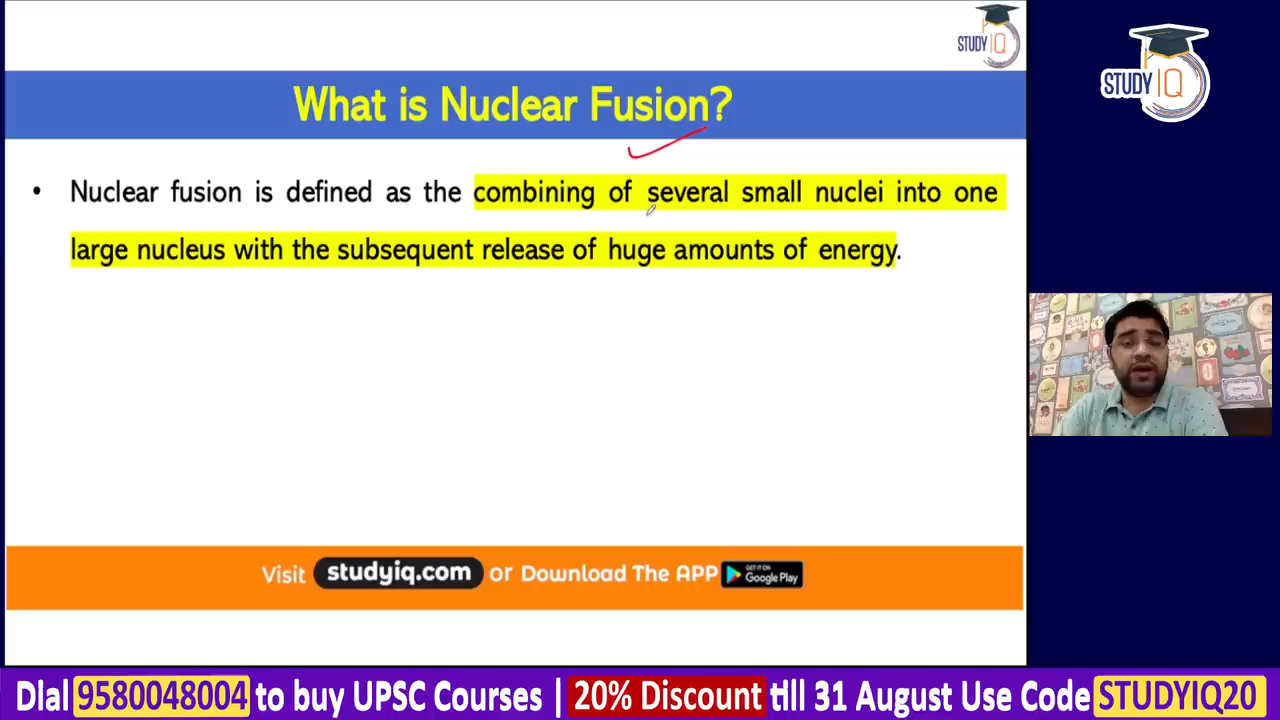 STUDY IQ
STUDY IQ
What is Nuclear Fusion?
• Nuclear fusion is defined as the combining of several small nuclei into one
large nucleus with the subsequent release of huge amounts of energy.
Visit studyiq.com or Download The APP GET IT ON Google Play
Dial 9580048004 to buy UPSC Courses | 20% Discount till 31 August Use Code STUDYIQ20